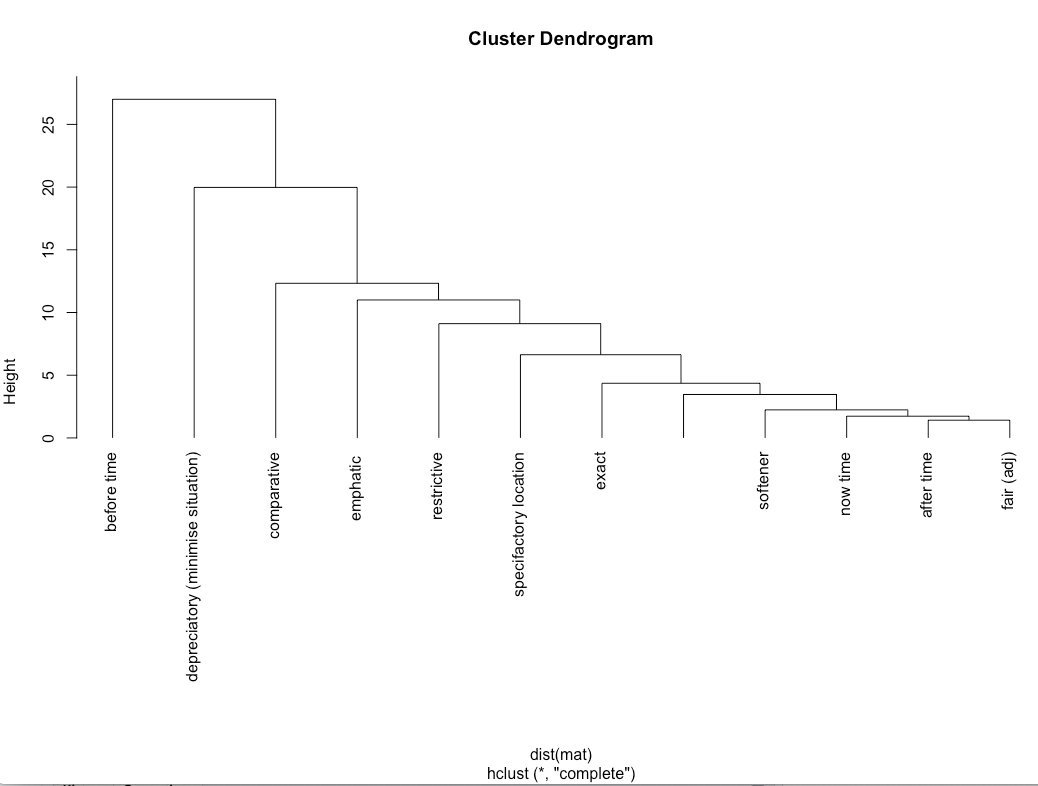 Cluster Dendrogram
Height
25
20
15
10
5
0
before time
depreciatory (minimise situation)
comparative
emphatic
restrictive
specifactory location
exact
softener
now time
after time
fair (adj)
dist(mat)
hclust (*, "complete")